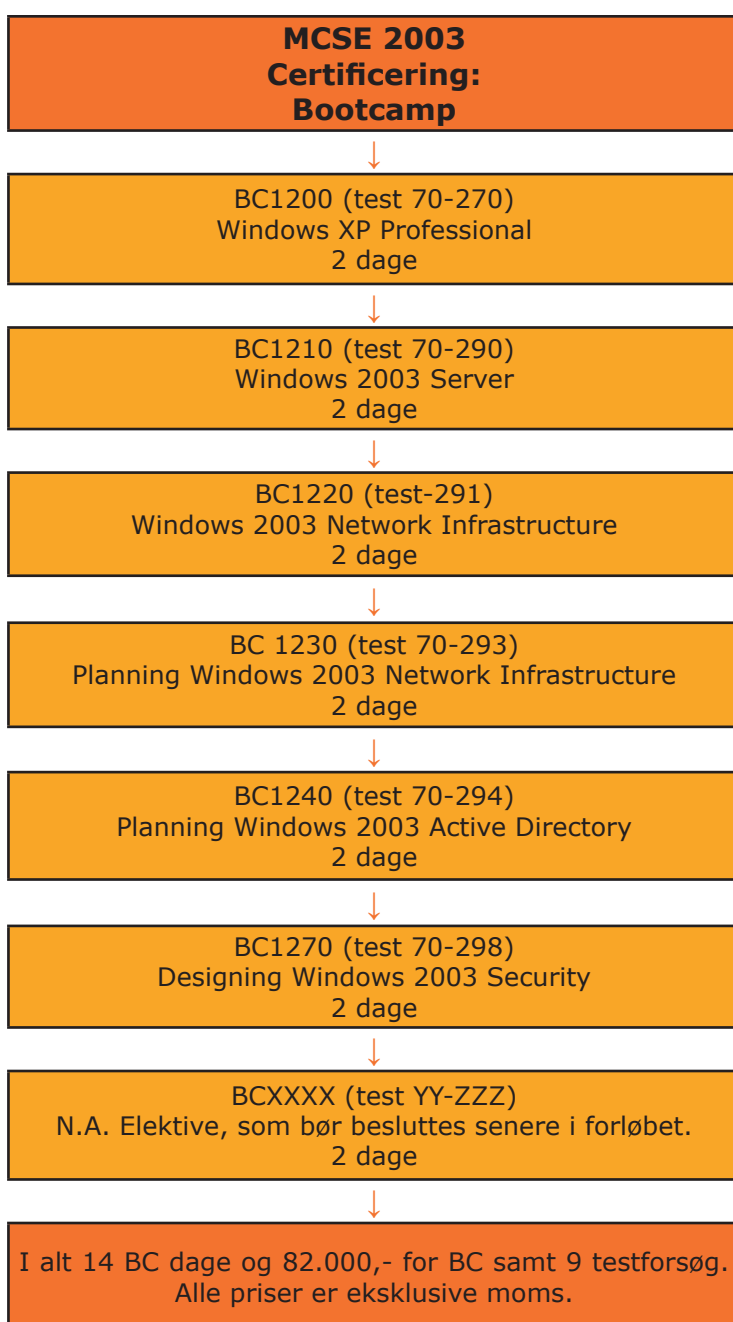 MCSE 2003
Certificering:
Bootcamp
↓
BC1200 (test 70-270)
Windows XP Professional
2 dage
↓
BC1210 (test 70-290)
Windows 2003 Server
2 dage
↓
BC1220 (test-291)
Windows 2003 Network Infrastructure
2 dage
↓
BC 1230 (test 70-293)
Planning Windows 2003 Network Infrastructure
2 dage
↓
BC1240 (test 70-294)
Planning Windows 2003 Active Directory
2 dage
↓
BC1270 (test 70-298)
Designing Windows 2003 Security
2 dage
↓
BCXXXX (test YY-ZZZ)
N.A. Elektive, som bør besluttes senere i forløbet.
2 dage
↓
I alt 14 BC dage og 82.000,- for BC samt 9 testforsøg.
Alle priser er eksklusive moms.